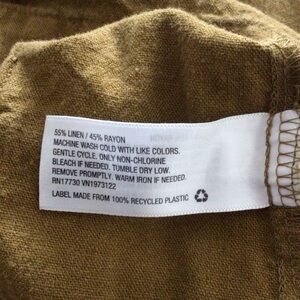 55% LINEN / 45% RAYON
MACHINE WASH COLD WITH LIKE COLORS.
GENTLE CYCLE. ONLY NON-CHLORINE
BLEACH IF NEEDED. TUMBLE DRY LOW.
REMOVE PROMPTLY. WARM IRON IF NEEDED.
RN17730 VN1973122
LABEL MADE FROM 100% RECYCLED PLASTIC